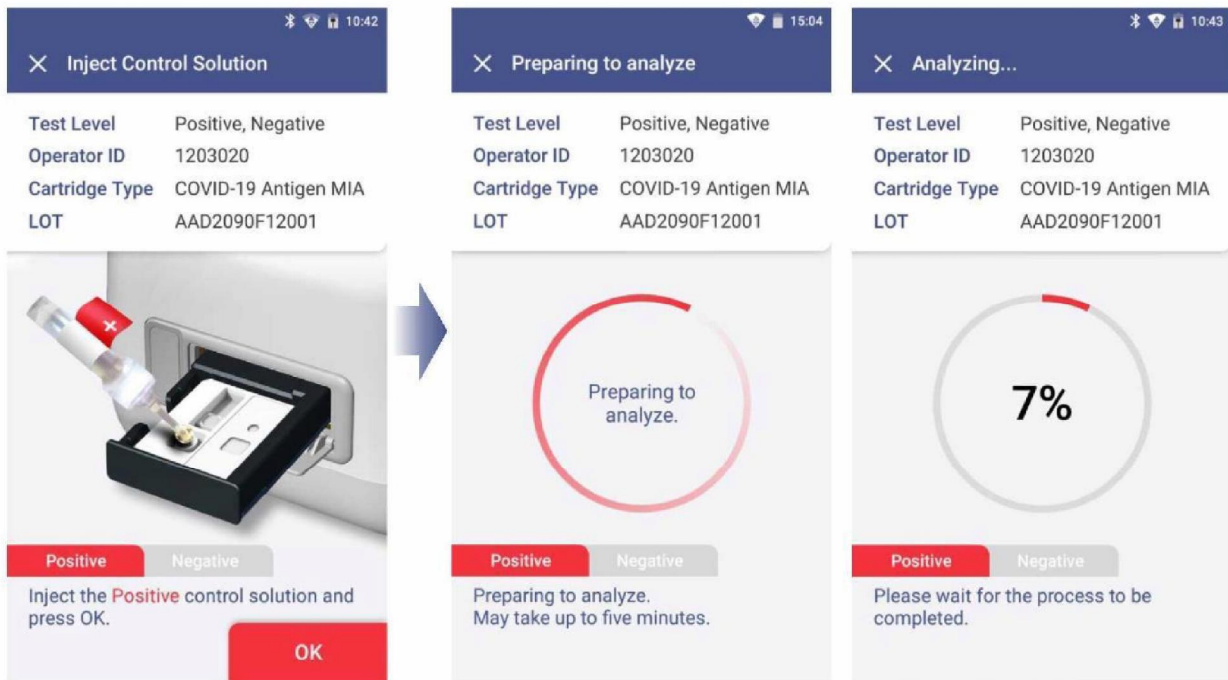 10:42
Inject Control Solution
Test Level Positive, Negative
Operator ID 1203020
Cartridge Type COVID-19 Antigen MIA
LOT AAD2090F12001
+
Positive Negative
Inject the Positive control solution and
press OK.
OK
15:04
Preparing to analyze
Test Level Positive, Negative
Operator ID 1203020
Cartridge Type COVID-19 Antigen MIA
LOT AAD2090F12001
Preparing to
analyze.
Positive Negative
Preparing to analyze.
May take up to five minutes.
10:43
Analyzing...
Test Level Positive, Negative
Operator ID 1203020
Cartridge Type COVID-19 Antigen MIA
LOT AAD2090F12001
7%
Positive Negative
Please wait for the process to be
completed.